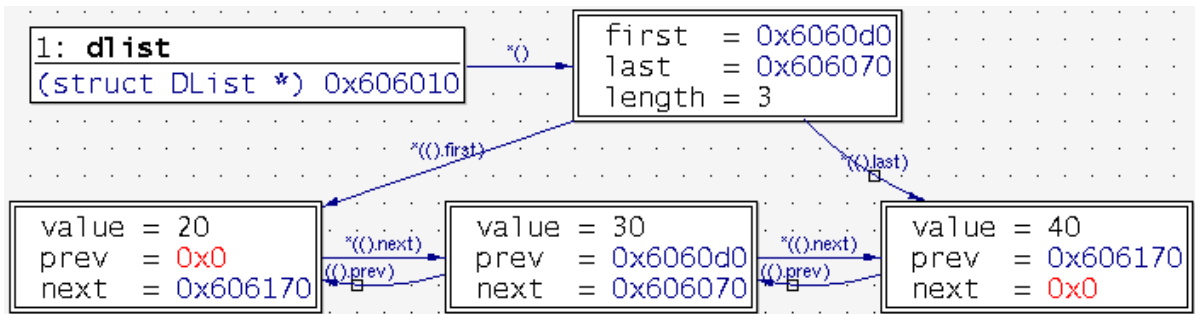 1: dlist
(struct DList *) 0x606010
*()
first = 0x6060d0
last = 0x606070
length = 3
*(().first)
*(().last)
value = 20
prev = 0x0
next = 0x606170
*(().next)
(().prev)
value = 30
prev = 0x6060d0
next = 0x606070
*(().next)
(().prev)
value = 40
prev = 0x606170
next = 0x0